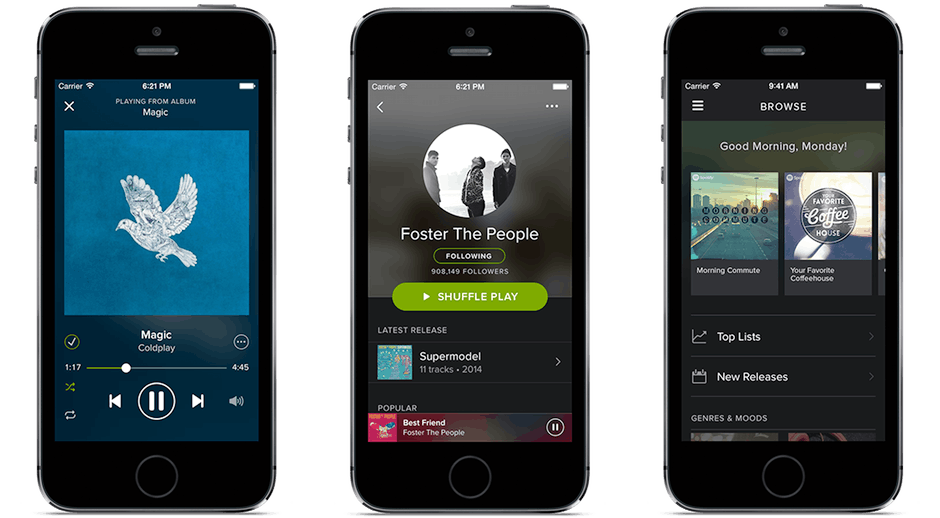 Carrier 6:21 PM
PLAYING FROM ALBUM
Magic
Magic
Coldplay
1:17 4:45
Carrier 6:21 PM
Foster The People
FOLLOWING
908,149 FOLLOWERS
SHUFFLE PLAY
LATEST RELEASE
Supermodel
11 tracks • 2014
POPULAR
Best Friend
Foster The People
Carrier 9:41 AM
BROWSE
Good Morning, Monday!
Spotify
MORNING
COMMUTE
Morning Commute
YOUR
FAVORITE
Coffee
HOUSE
Your Favorite
Coffeehouse
Top Lists
New Releases
GENRES & MOODS